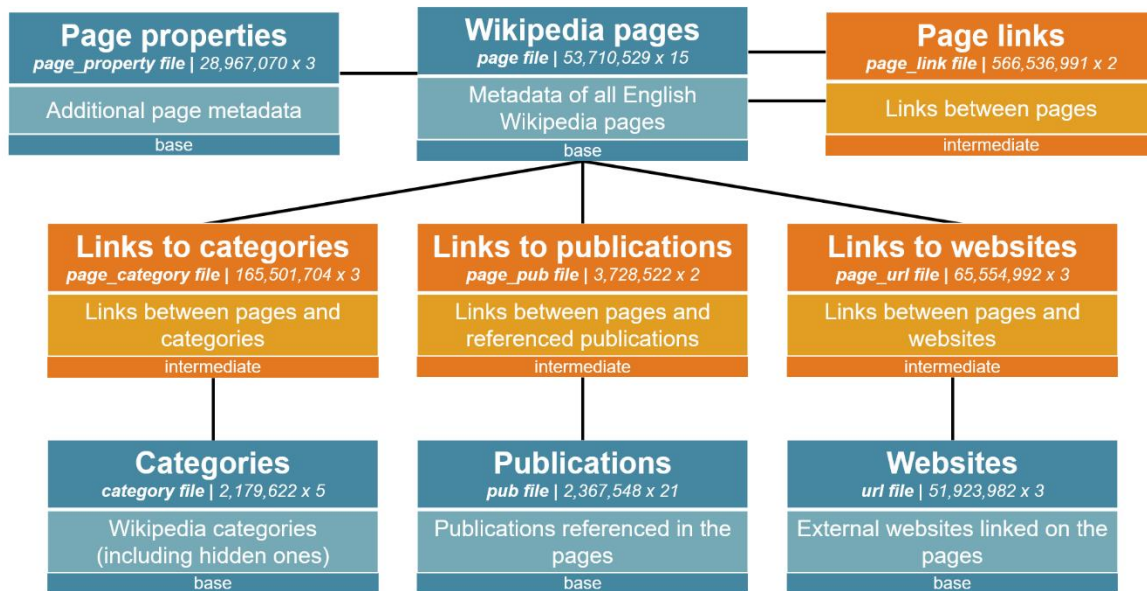 Page properties
page_property file | 28,967,070 x 3
Additional page metadata
base
Wikipedia pages
page file | 53,710,529 x 15
Metadata of all English
Wikipedia pages
base
Page links
page_link file | 566,536,991 x 2
Links between pages
intermediate
Links to categories
page_category file | 165,501,704 x 3
Links between pages and
categories
intermediate
Links to publications
page_pub file | 3,728,522 x 2
Links between pages and
referenced publications
intermediate
Links to websites
page_url file | 65,554,992 x 3
Links between pages and
websites
intermediate
Categories
category file | 2,179,622 x 5
Wikipedia categories
(including hidden ones)
base
Publications
pub file | 2,367,548 x 21
Publications referenced in the
pages
base
Websites
url file | 51,923,982 x 3
External websites linked on the
pages
base